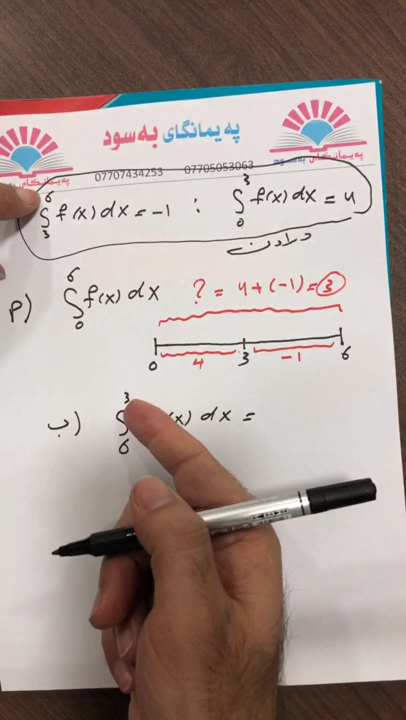 پەیمانگای بەسود
07707434253 07705053063
∫₃⁶ f(x) dx = -1 : ∫₀³ f(x) dx = 4
∫₀⁶ f(x) dx ? = 4 + (-1) = 3
4 -1
0 3 6
ب) ∫₆³ (x) dx =